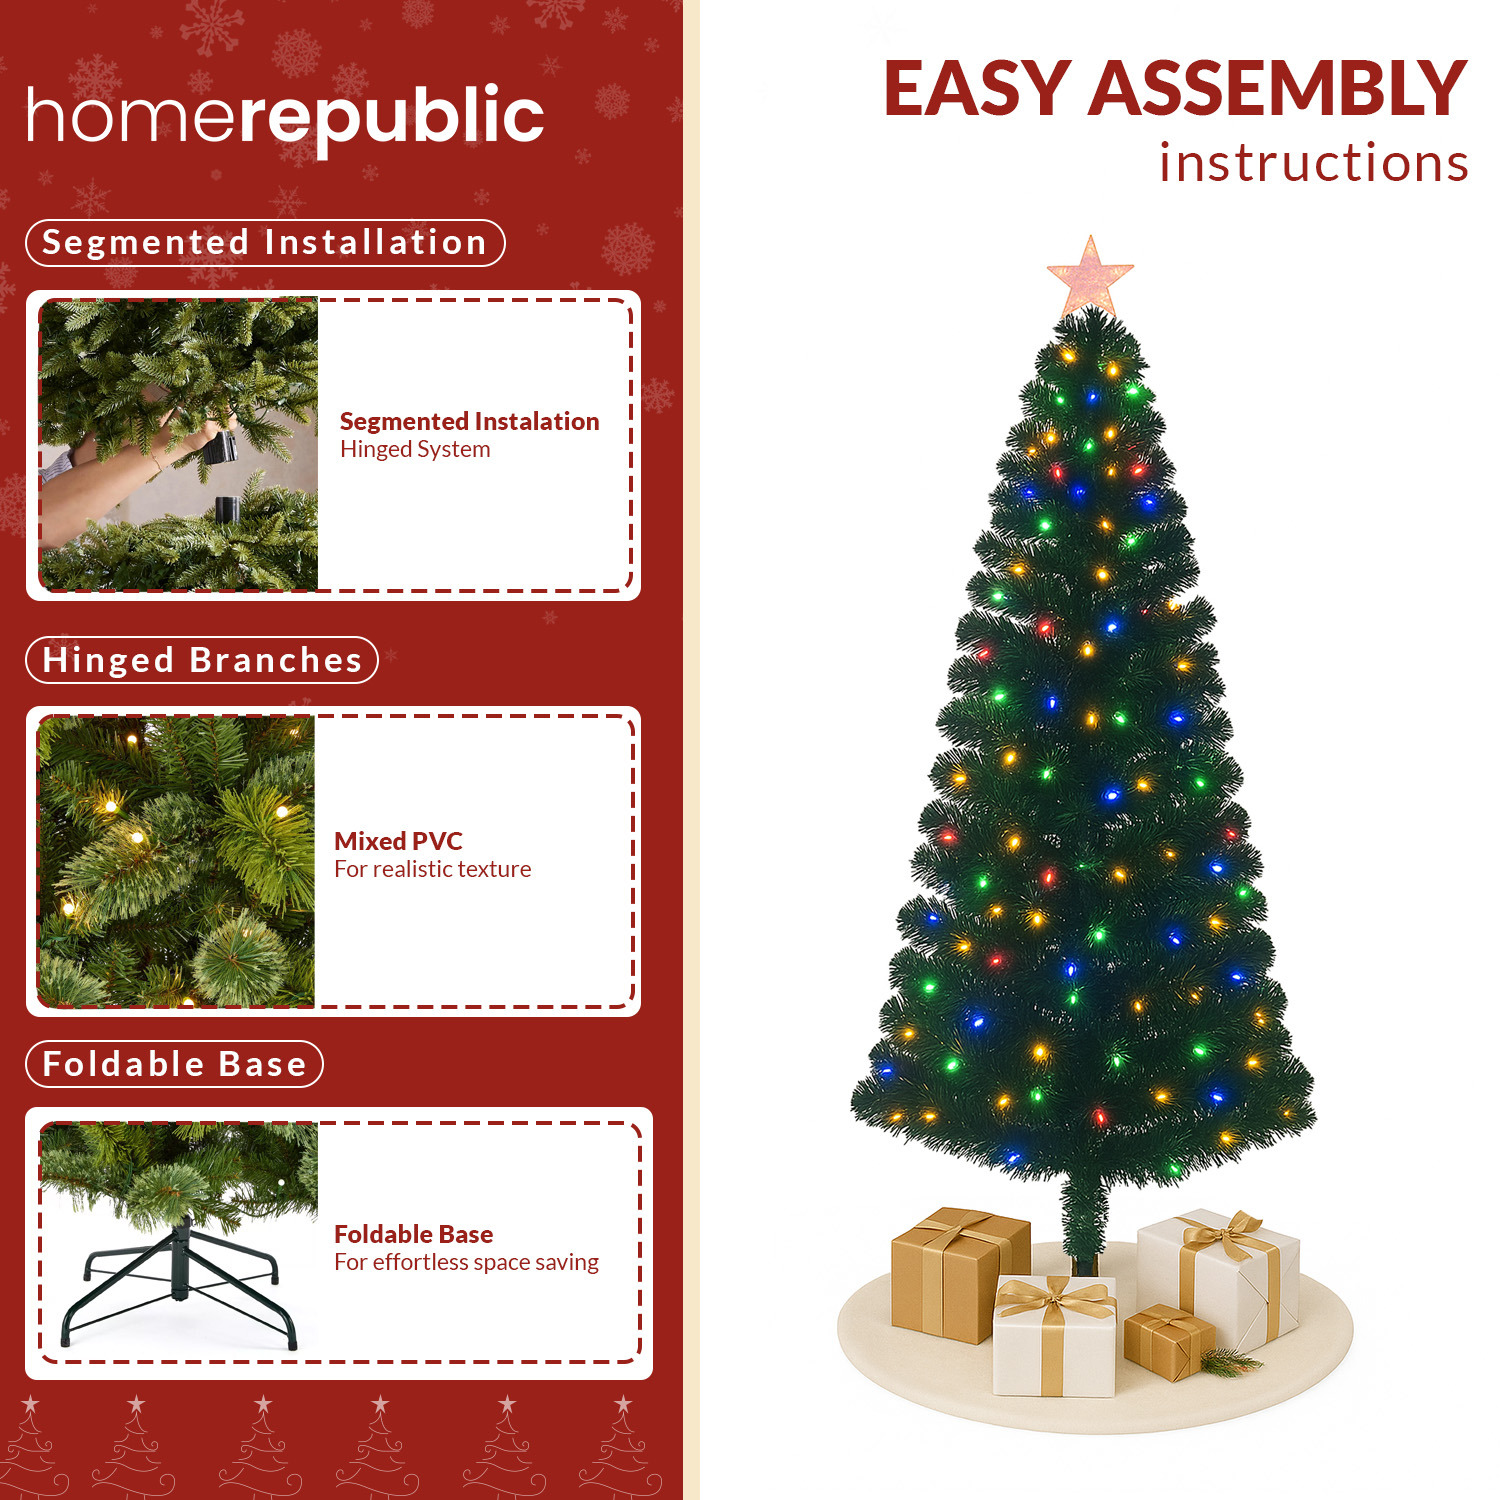 homerepublic
Segmented Installation
Segmented Instalation
Hinged System
Hinged Branches
Mixed PVC
For realistic texture
Foldable Base
Foldable Base
For effortless space saving
EASY ASSEMBLY
instructions